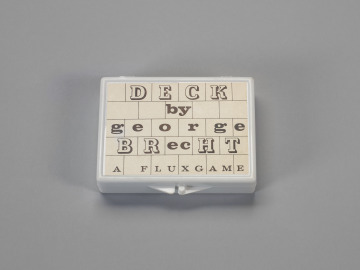 DECK
by
george
BRecHT
A FLUXGAME